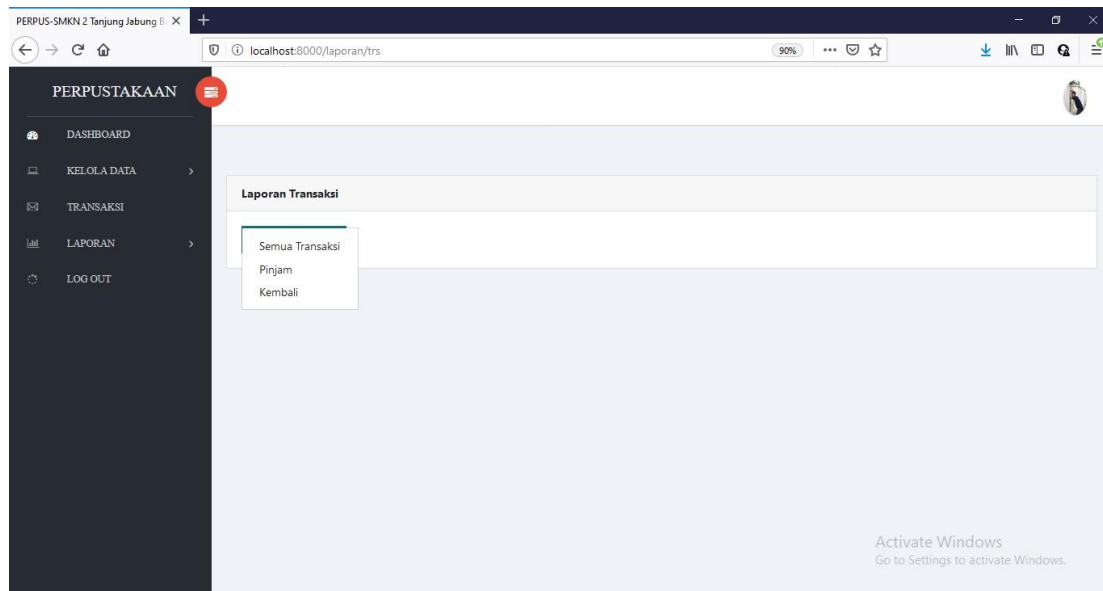 PERPUS-SMKN 2 Tanjung Jabung B
localhost:8000/laporan/trs
90%
PERPUSTAKAAN
DASHBOARD
KELOLA DATA
TRANSAKSI
LAPORAN
LOG OUT
Laporan Transaksi
Semua Transaksi
Pinjam
Kembali
Activate Windows
Go to Settings to activate Windows.